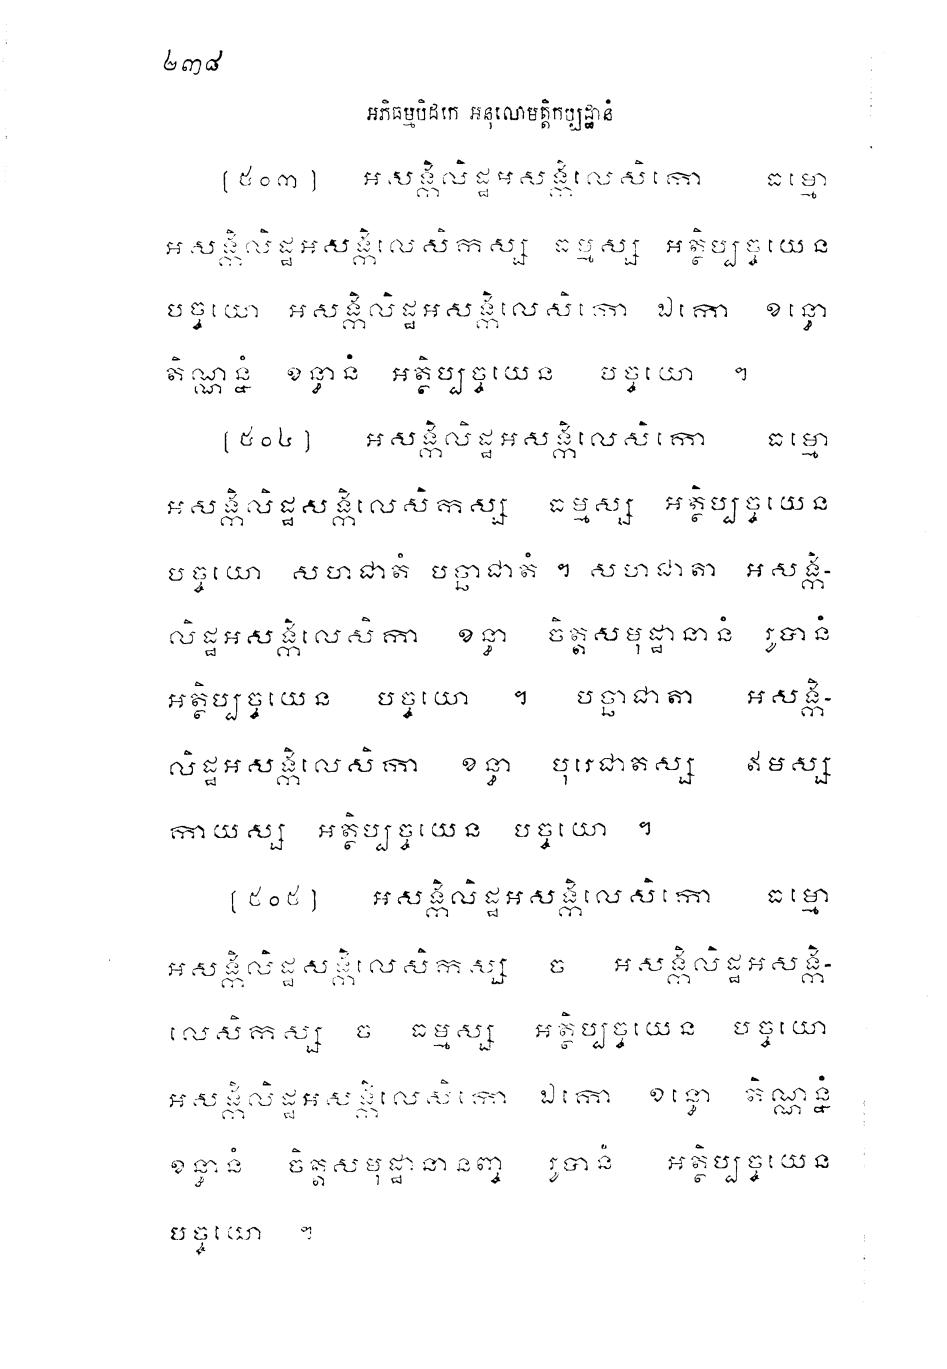 ២៣៨
អភិធម្មបិដកេ អនុលោមត្តិកប្បដ្ឋានំ
[៥០៣] អសង្កិលិដ្ឋអសង្កិលេសិកោ ធម្មោ
អសង្កិលិដ្ឋអសង្កិលេសិកស្ស ធម្មស្ស អត្ថិប្បច្ចយេន
បច្ចយោ អសង្កិលិដ្ឋអសង្កិលេសិកោ ឯកោ ខន្ធោ
តិណ្ណន្នំ ខន្ធានំ អត្ថិប្បច្ចយេន បច្ចយោ ។
[៥០៤] អសង្កិលិដ្ឋអសង្កិលេសិកោ ធម្មោ
អសង្កិលិដ្ឋសង្កិលេសិកស្ស ធម្មស្ស អត្ថិប្បច្ចយេន
បច្ចយោ សហជាតំ បច្ឆាជាតំ ។ សហជាតា អសង្កិ-
លិដ្ឋអសង្កិលេសិកា ខន្ធា ចិត្តសមុដ្ឋានានំ រូបានំ
អត្ថិប្បច្ចយេន បច្ចយោ ។ បច្ឆាជាតា អសង្កិ-
លិដ្ឋអសង្កិលេសិកា ខន្ធា បុរេជាតស្ស ឥមស្ស
កាយស្ស អត្ថិប្បច្ចយេន បច្ចយោ ។
[៥០៥] អសង្កិលិដ្ឋអសង្កិលេសិកោ ធម្មោ
អសង្កិលិដ្ឋសង្កិលេសិកស្ស ច អសង្កិលិដ្ឋអសង្កិ-
លេសិកស្ស ច ធម្មស្ស អត្ថិប្បច្ចយេន បច្ចយោ
អសង្កិលិដ្ឋអសង្កិលេសិកោ ឯកោ ខន្ធោ តិណ្ណន្នំ
ខន្ធានំ ចិត្តសមុដ្ឋានានញ្ច រូបានំ អត្ថិប្បច្ចយេន
បច្ចយោ ។